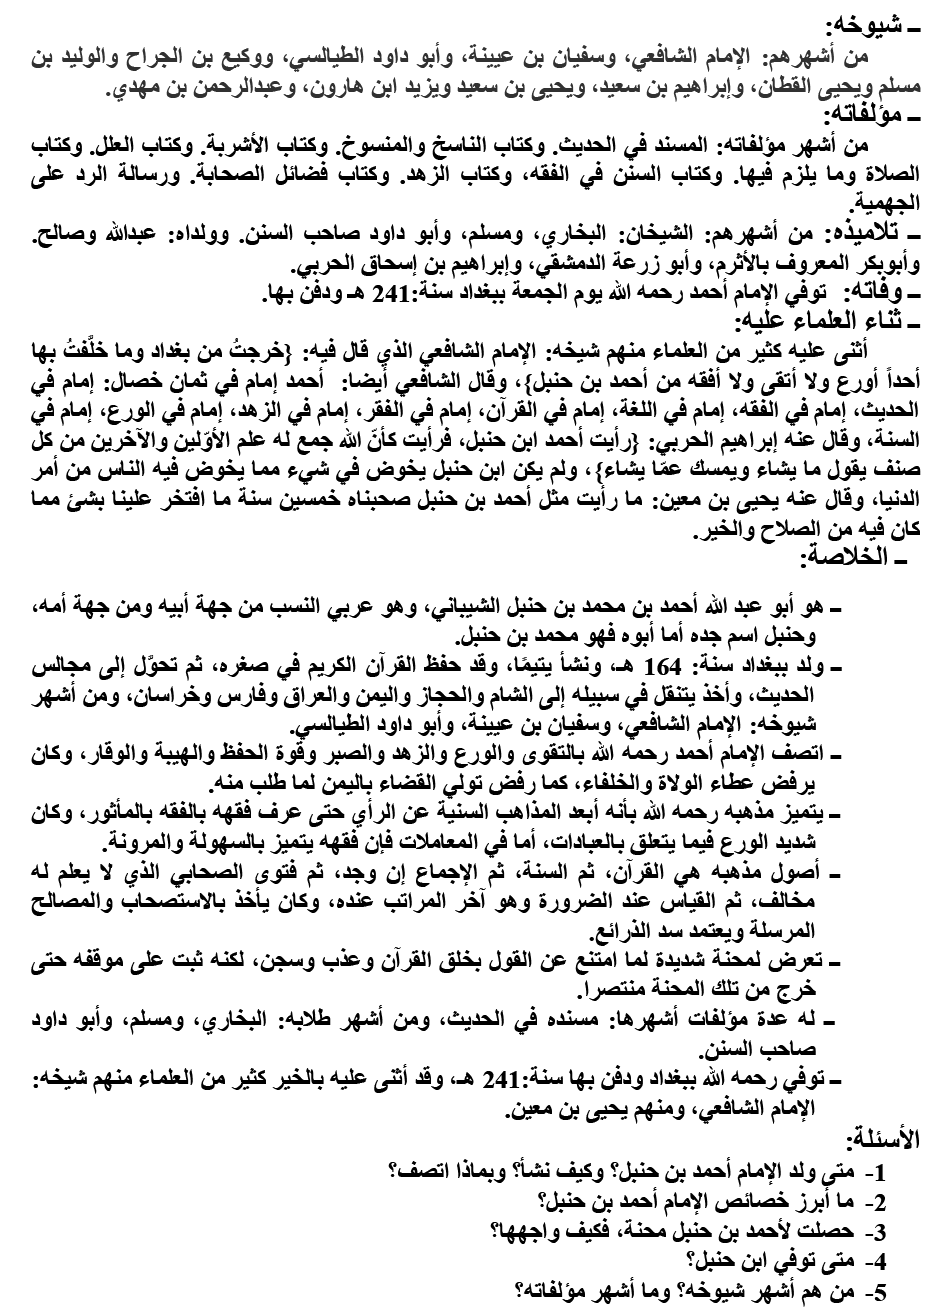 ــ شيوخه:
من أشهرهم: الإمام الشافعي، وسفيان بن عيينة، وأبو داود الطيالسي، ووكيع بن الجراح والوليد بن
مسلم ويحيى القطان، وإبراهيم بن سعيد، ويحيى بن سعيد ويزيد ابن هارون، وعبدالرحمن بن مهدي.
ــ مؤلفاته:
من أشهر مؤلفاته: المسند في الحديث. وكتاب الناسخ والمنسوخ. وكتاب الأشربة. وكتاب العلل. وكتاب
الصلاة وما يلزم فيها. وكتاب السنن في الفقه، وكتاب الزهد. وكتاب فضائل الصحابة. ورسالة الرد على
الجهمية.
ــ تلاميذه: من أشهرهم: الشيخان: البخاري، ومسلم، وأبو داود صاحب السنن. وولداه: عبدالله وصالح.
وأبوبكر المعروف بالأثرم، وأبو زرعة الدمشقي، وإبراهيم بن إسحاق الحربي.
ــ وفاته: توفي الإمام أحمد رحمه الله يوم الجمعة ببغداد سنة:241 هـ ودفن بها.
ــ ثناء العلماء عليه:
أثنى عليه كثير من العلماء منهم شيخه: الإمام الشافعي الذي قال فيه: {خرجتُ من بغداد وما خلَّفتُ بها
أحداً أورع ولا أتقى ولا أفقه من أحمد بن حنبل}، وقال الشافعي أيضا: أحمد إمام في ثمان خصال: إمام في
الحديث، إمام في الفقه، إمام في اللغة، إمام في القرآن، إمام في الفقر، إمام في الزهد، إمام في الورع، إمام في
السنة، وقال عنه إبراهيم الحربي: {رأيت أحمد ابن حنبل، فرأيت كأنّ الله جمع له علم الأوّلين والآخرين من كل
صنف يقول ما يشاء ويمسك عمّا يشاء}، ولم يكن ابن حنبل يخوض في شيء مما يخوض فيه الناس من أمر
الدنيا، وقال عنه يحيى بن معين: ما رأيت مثل أحمد بن حنبل صحبناه خمسين سنة ما افتخر علينا بشئ مما
كان فيه من الصلاح والخير.
ــ الخلاصة:
ــ هو أبو عبد الله أحمد بن محمد بن حنبل الشيباني، وهو عربي النسب من جهة أبيه ومن جهة أمه،
وحنبل اسم جده أما أبوه فهو محمد بن حنبل.
ــ ولد ببغداد سنة: 164 هـ، ونشأ يتيمًا، وقد حفظ القرآن الكريم في صغره، ثم تحوَّل إلى مجالس
الحديث، وأخذ يتنقل في سبيله إلى الشام والحجاز واليمن والعراق وفارس وخراسان، ومن أشهر
شيوخه: الإمام الشافعي، وسفيان بن عيينة، وأبو داود الطيالسي.
ــ اتصف الإمام أحمد رحمه الله بالتقوى والورع والزهد والصبر وقوة الحفظ والهيبة والوقار، وكان
يرفض عطاء الولاة والخلفاء، كما رفض تولي القضاء باليمن لما طلب منه.
ــ يتميز مذهبه رحمه الله بأنه أبعد المذاهب السنية عن الرأي حتى عرف فقهه بالفقه بالمأثور، وكان
شديد الورع فيما يتعلق بالعبادات، أما في المعاملات فإن فقهه يتميز بالسهولة والمرونة.
ــ أصول مذهبه هي القرآن، ثم السنة، ثم الإجماع إن وجد، ثم فتوى الصحابي الذي لا يعلم له
مخالف، ثم القياس عند الضرورة وهو آخر المراتب عنده، وكان يأخذ بالاستصحاب والمصالح
المرسلة ويعتمد سد الذرائع.
ــ تعرض لمحنة شديدة لما امتنع عن القول بخلق القرآن وعذب وسجن، لكنه ثبت على موقفه حتى
خرج من تلك المحنة منتصرا.
ــ له عدة مؤلفات أشهرها: مسنده في الحديث، ومن أشهر طلابه: البخاري، ومسلم، وأبو داود
صاحب السنن.
ــ توفي رحمه الله ببغداد ودفن بها سنة:241 هـ، وقد أثنى عليه بالخير كثير من العلماء منهم شيخه:
الإمام الشافعي، ومنهم يحيى بن معين.
الأسئلة:
1- متى ولد الإمام أحمد بن حنبل؟ وكيف نشأ؟ وبماذا اتصف؟
2- ما أبرز خصائص الإمام أحمد بن حنبل؟
3- حصلت لأحمد بن حنبل محنة، فكيف واجهها؟
4- متى توفي ابن حنبل؟
5- من هم أشهر شيوخه؟ وما أشهر مؤلفاته؟